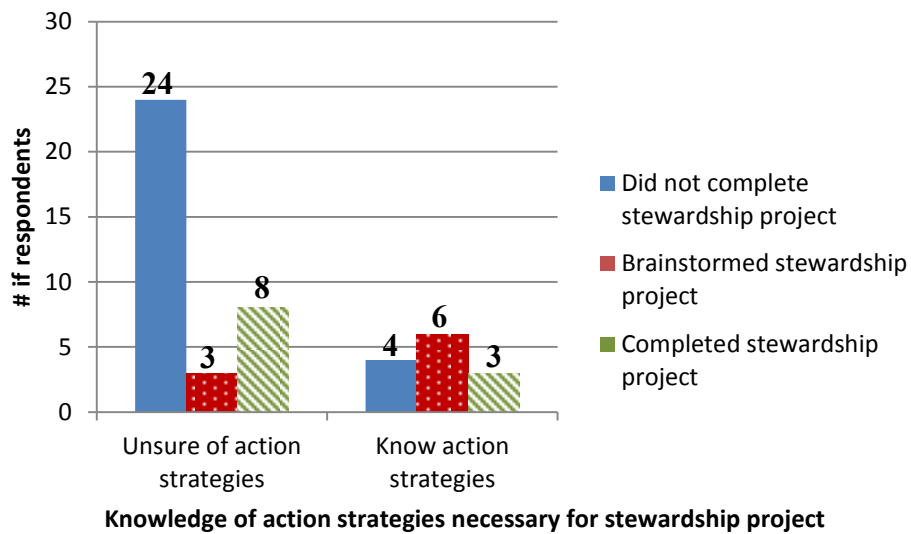 30
25
20
15
10
5
0
# if respondents
24
3
8
4
6
3
Unsure of action
strategies
Know action
strategies
Knowledge of action strategies necessary for stewardship project
Did not complete
stewardship project
Brainstormed stewardship
project
Completed stewardship
project